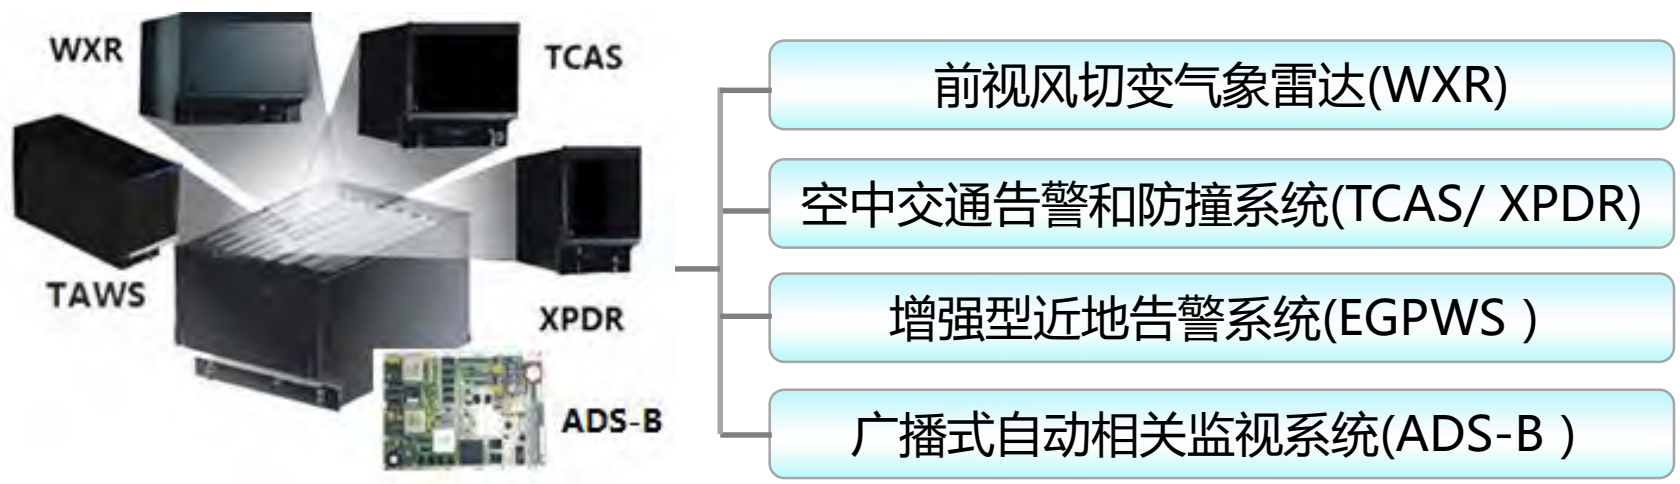 WXR
TCAS
TAWS
XPDR
ADS-B
前视风切变气象雷达(WXR)
空中交通告警和防撞系统(TCAS/ XPDR)
增强型近地告警系统(EGPWS )
广播式自动相关监视系统(ADS-B )